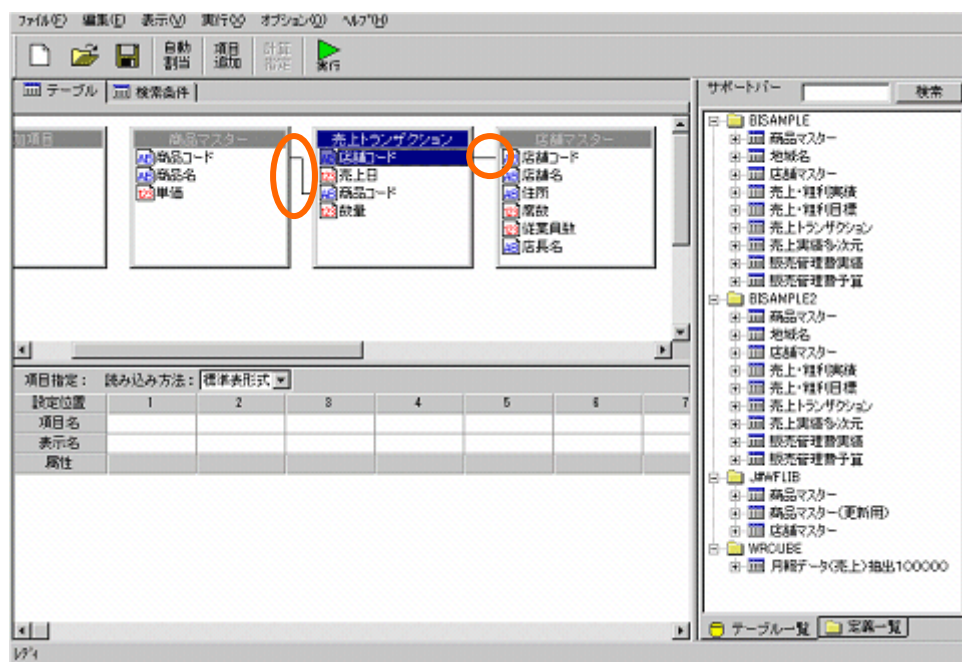 ファイル(F) 編集(E) 表示(V) 実行(X) オプション(O) ヘルプ(H)
自動割当 項目追加 計算指定 実行
テーブル 検索条件
サポートバー 検索
加項目
商品マスター
商品コード
商品名
単価
売上トランザクション
店舗コード
売上日
商品コード
数量
店舗マスター
店舗コード
店舗名
住所
席数
従業員数
店長名
項目指定： 読み込み方法： 標準表形式
設定位置 1 2 3 4 5 6 7
項目名
表示名
属性
BISAMPLE
商品マスター
地域名
店舗マスター
売上・粗利実績
売上・粗利目標
売上トランザクション
売上実績多次元
販売管理費実績
販売管理費予算
BISAMPLE2
商品マスター
地域名
店舗マスター
売上・粗利実績
売上・粗利目標
売上トランザクション
売上実績多次元
販売管理費実績
販売管理費予算
J#WFLIB
商品マスター
商品マスター(更新用)
店舗マスター
WRCUBE
月報データ(売上)抽出100000
テーブル一覧 定義一覧
レディ